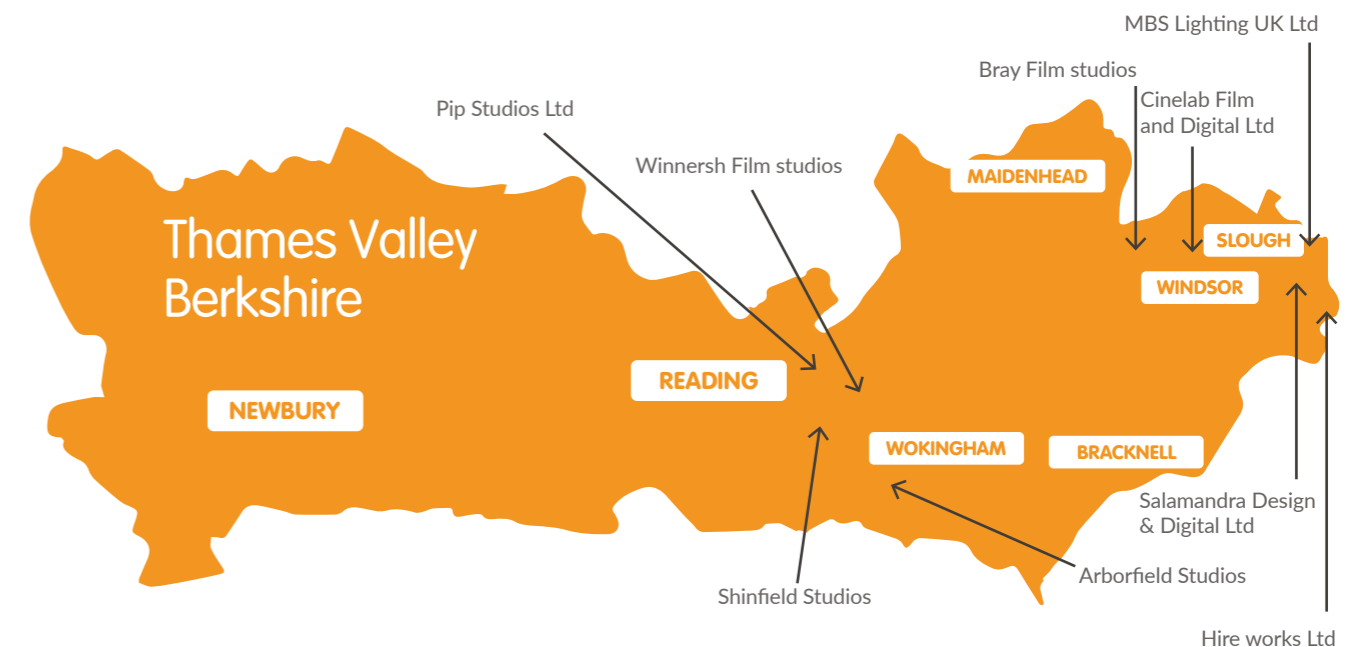 MBS Lighting UK Ltd
Bray Film studios
Cinelab Film
and Digital Ltd
Pip Studios Ltd
Winnersh Film studios
MAIDENHEAD
Thames Valley
Berkshire
SLOUGH
WINDSOR
READING
NEWBURY
WOKINGHAM
BRACKNELL
Salamandra Design
& Digital Ltd
Arborfield Studios
Shinfield Studios
Hire works Ltd